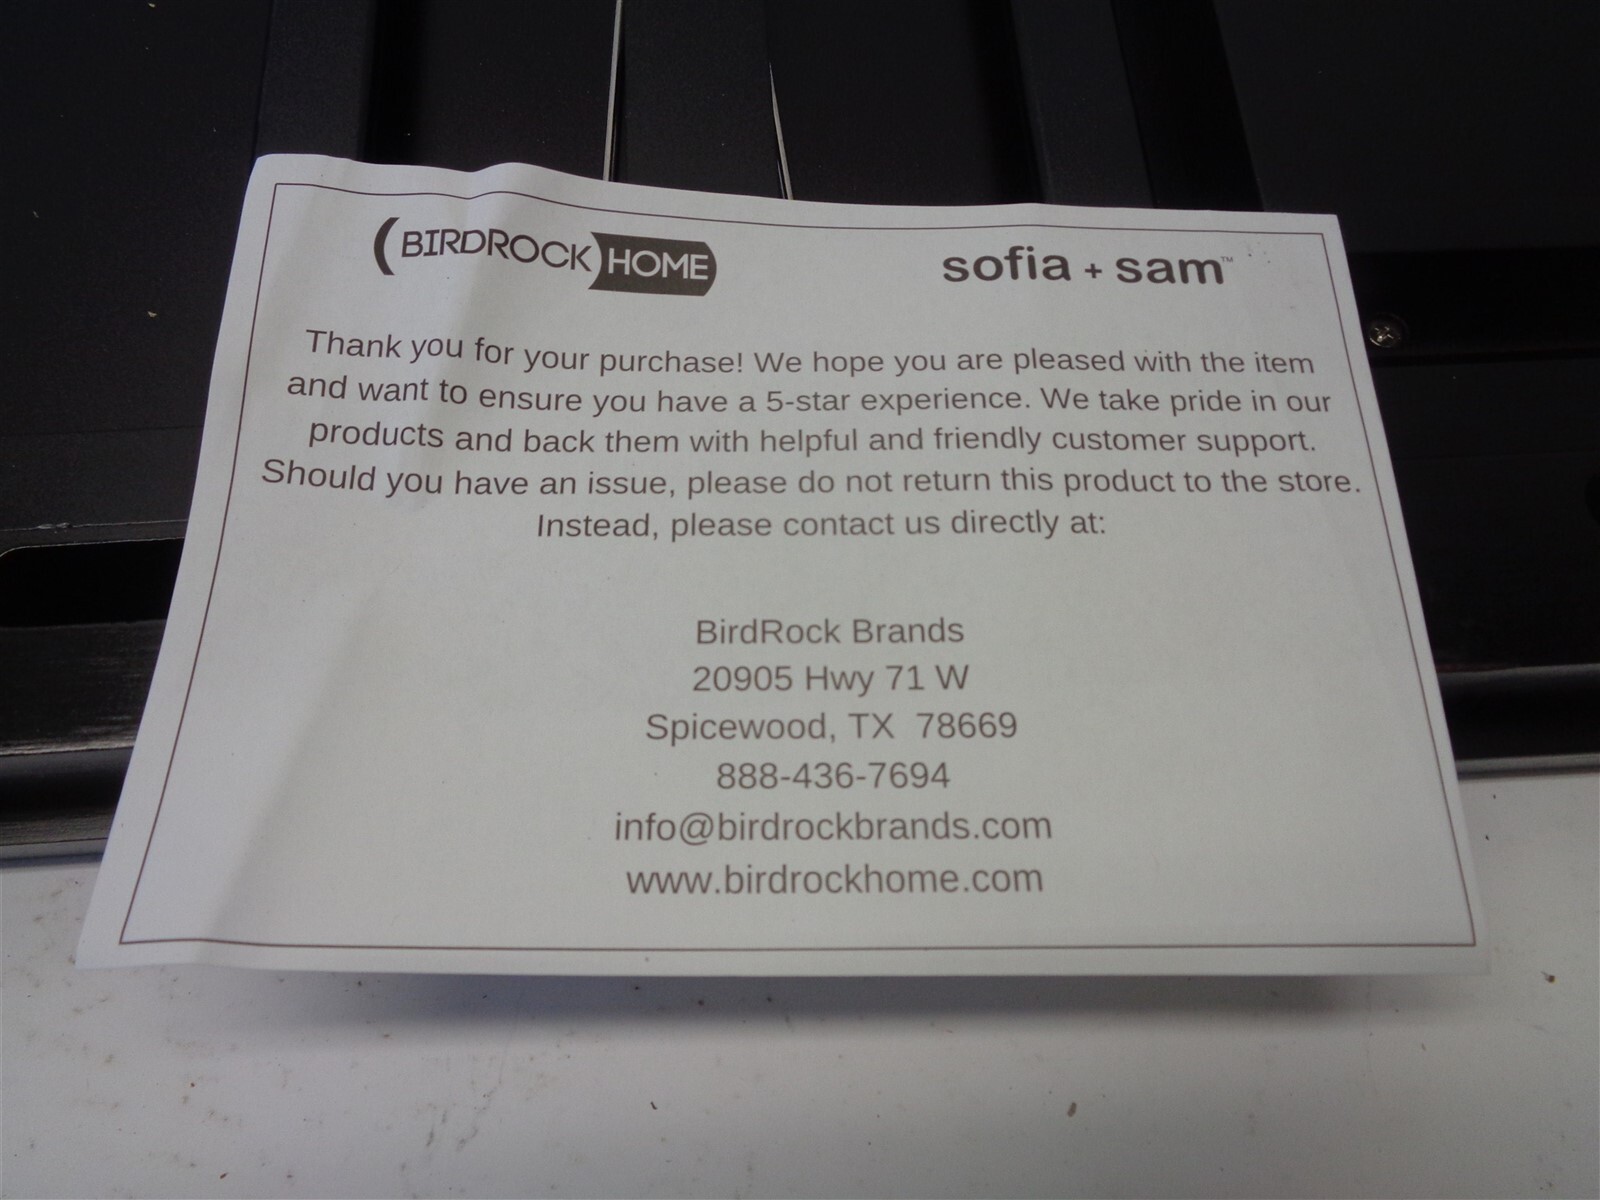 BIRDROCK HOME
sofia + sam™
Thank you for your purchase! We hope you are pleased with the item
and want to ensure you have a 5-star experience. We take pride in our
products and back them with helpful and friendly customer support.
Should you have an issue, please do not return this product to the store.
Instead, please contact us directly at:
BirdRock Brands
20905 Hwy 71 W
Spicewood, TX 78669
888-436-7694
info@birdrockbrands.com
www.birdrockhome.com